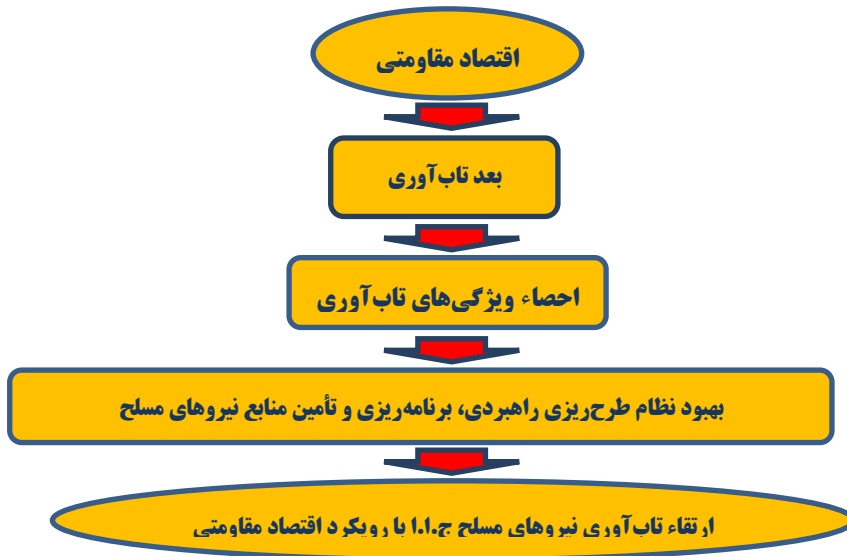 اقتصاد مقاومتی
بعد تاب‌آوری
احصاء ویژگی‌های تاب‌آوری
بهبود نظام طرح‌ریزی راهبردی، برنامه‌ریزی و تأمین منابع نیروهای مسلح
ارتقاء تاب‌آوری نیروهای مسلح ج.ا.ا با رویکرد اقتصاد مقاومتی